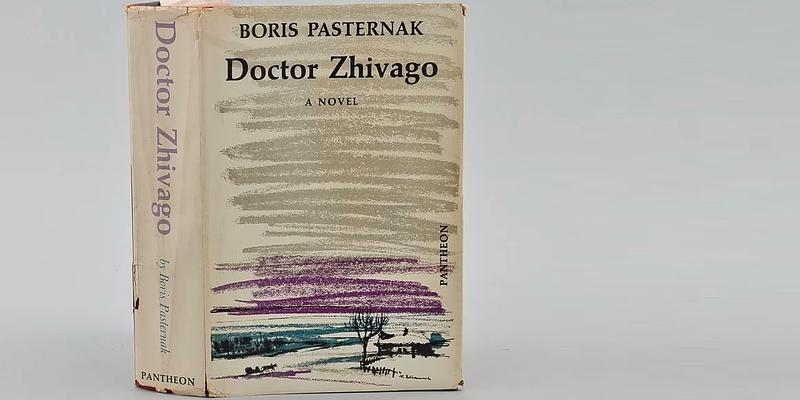 Doctor Zhivago
by Boris Pasternak
PANTHEON
BORIS PASTERNAK
Doctor Zhivago
A NOVEL
PANTHEON